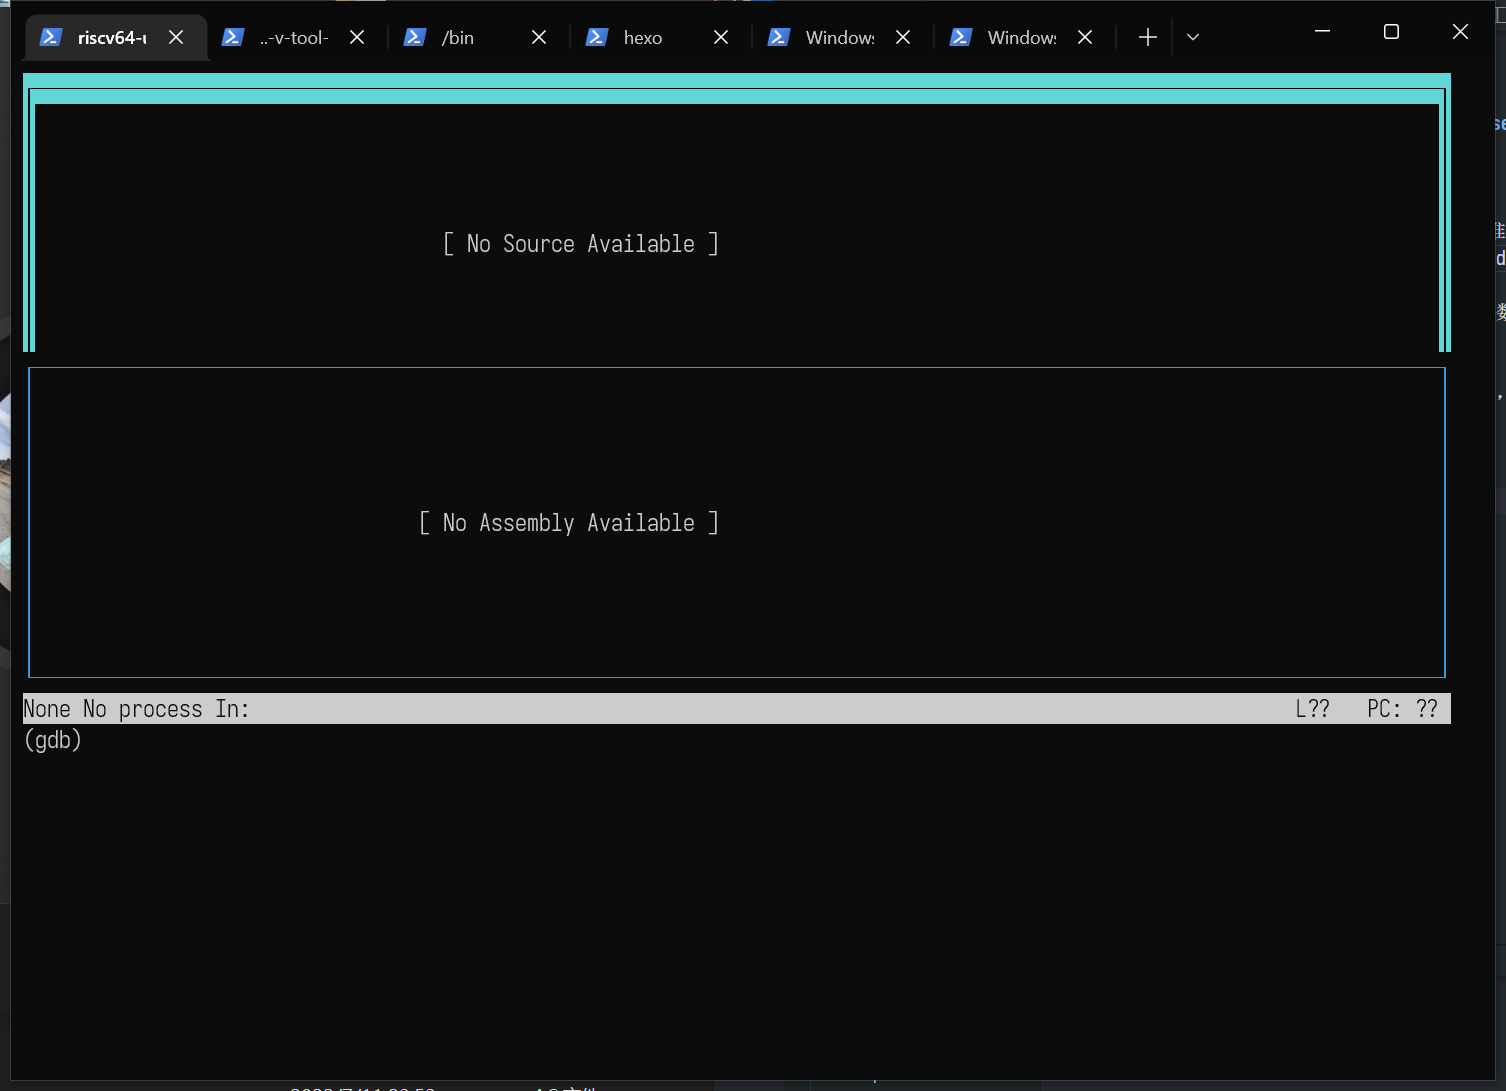 riscv64-u
..-v-tool-
/bin
hexo
Window
Window
[ No Source Available ]
[ No Assembly Available ]
None No process In: L?? PC: ??
(gdb)